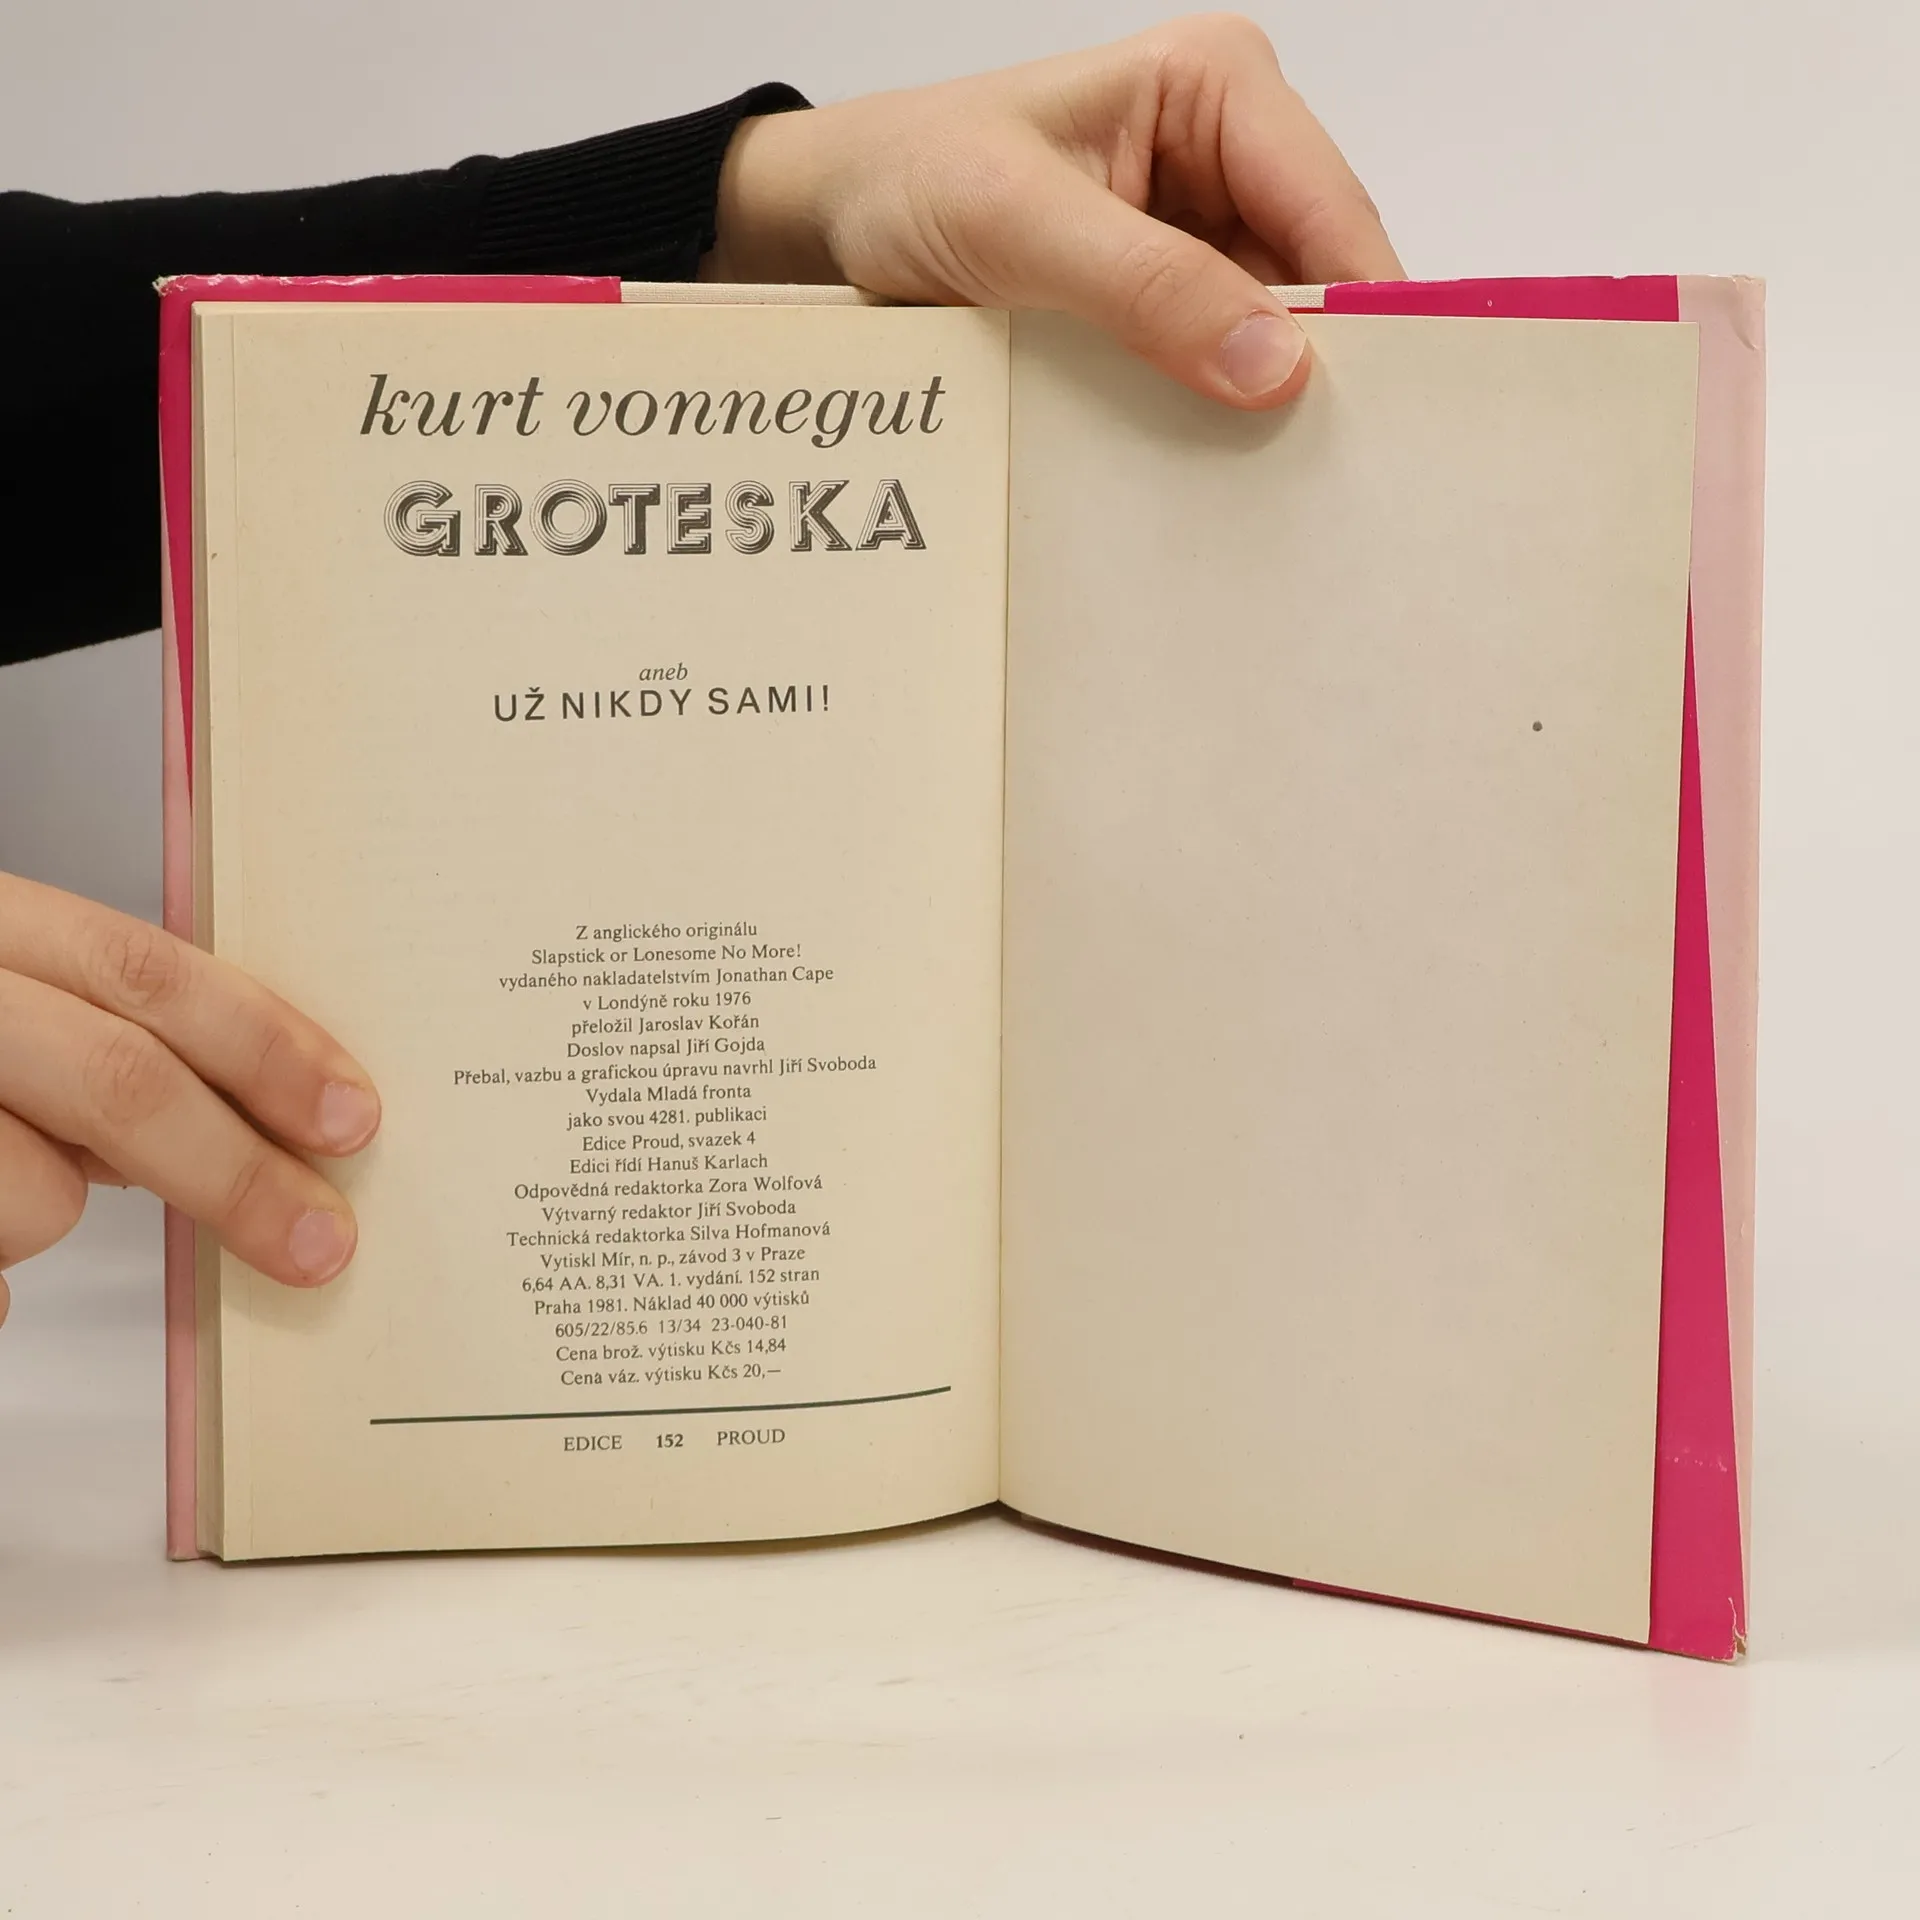 kurt vonnegut
GROTESKA
aneb
UŽ NIKDY SAMI!
Z anglického originálu
Slapstick or Lonesome No More!
vydaného nakladatelstvím Jonathan Cape
v Londýně roku 1976
přeložil Jaroslav Kořán
Doslov napsal Jiří Gojda
Přebal, vazbu a grafickou úpravu navrhl Jiří Svoboda
Vydala Mladá fronta
jako svou 4281. publikaci
Edice Proud, svazek 4
Edici řídí Hanuš Karlach
Odpovědná redaktorka Zora Wolfová
Výtvarný redaktor Jiří Svoboda
Technická redaktorka Silva Hofmanová
Vytiskl Mír, n. p., závod 3 v Praze
6,64 AA. 8,31 VA. 1. vydání. 152 stran
Praha 1981. Náklad 40 000 výtisků
605/22/85.6 13/34 23-040-81
Cena brož. výtisku Kčs 14,84
Cena váz. výtisku Kčs 20,—
EDICE 152 PROUD